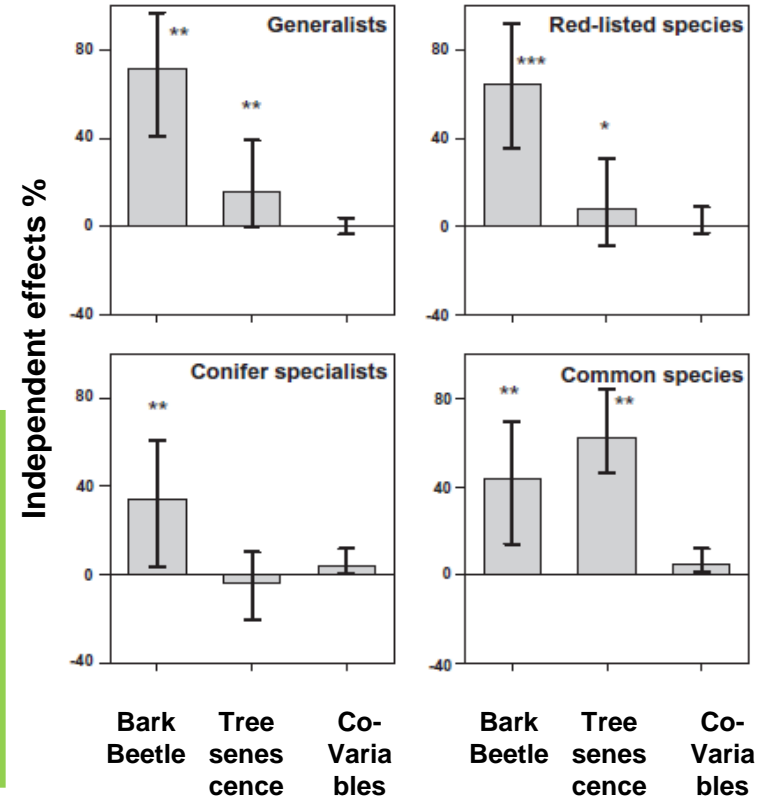 Independent effects %
Generalists
80
40
0
-40
**
**
Red-listed species
80
40
0
-40
***
*
Conifer specialists
80
40
0
-40
**
Common species
80
40
0
-40
**
**
Bark
Beetle
Tree
senes
cence
Co-
Varia
bles
Bark
Beetle
Tree
senes
cence
Co-
Varia
bles